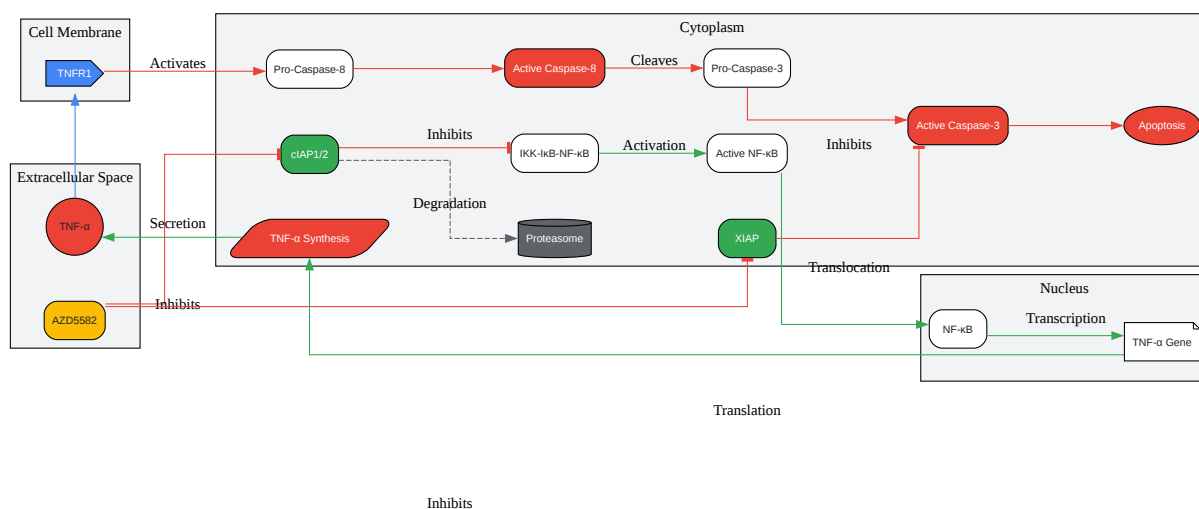 Cell Membrane
TNFR1
Activates
Cytoplasm
Pro-Caspase-8
Active Caspase-8
Cleaves
Pro-Caspase-3
Active Caspase-3
Apoptosis
cIAP1/2
Inhibits
IKK-IκB-NF-κB
Activation
Active NF-κB
Inhibits
Extracellular Space
TNF-α
Secretion
TNF-α Synthesis
Degradation
Proteasome
XIAP
Translocation
AZD5582
Inhibits
Nucleus
NF-κB
Transcription
TNF-α Gene
Translation
Inhibits